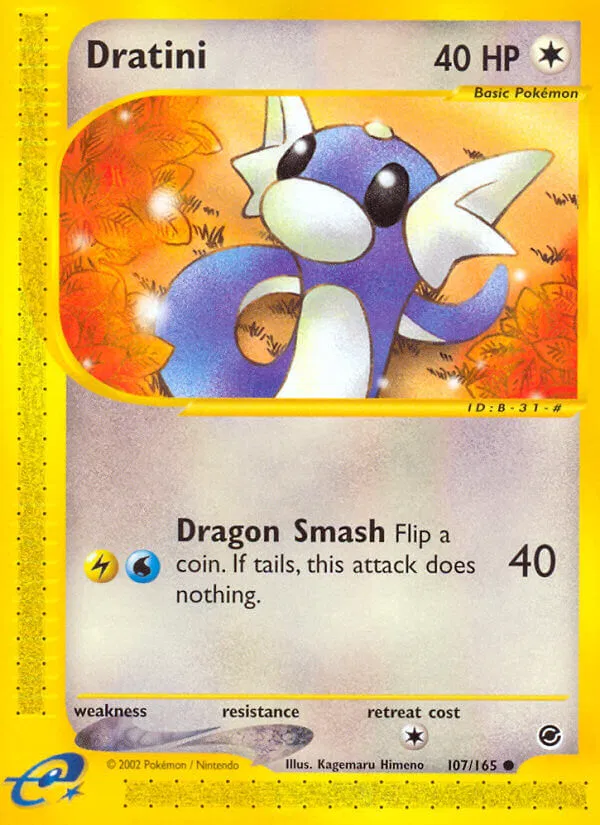 Dratini 40 HP
Basic Pokémon
ID:B-31-#
Dragon Smash Flip a
coin. If tails, this attack does
nothing.
40
weakness resistance retreat cost
© 2002 Pokémon / Nintendo Illus. Kagemaru Himeno 107/165
e